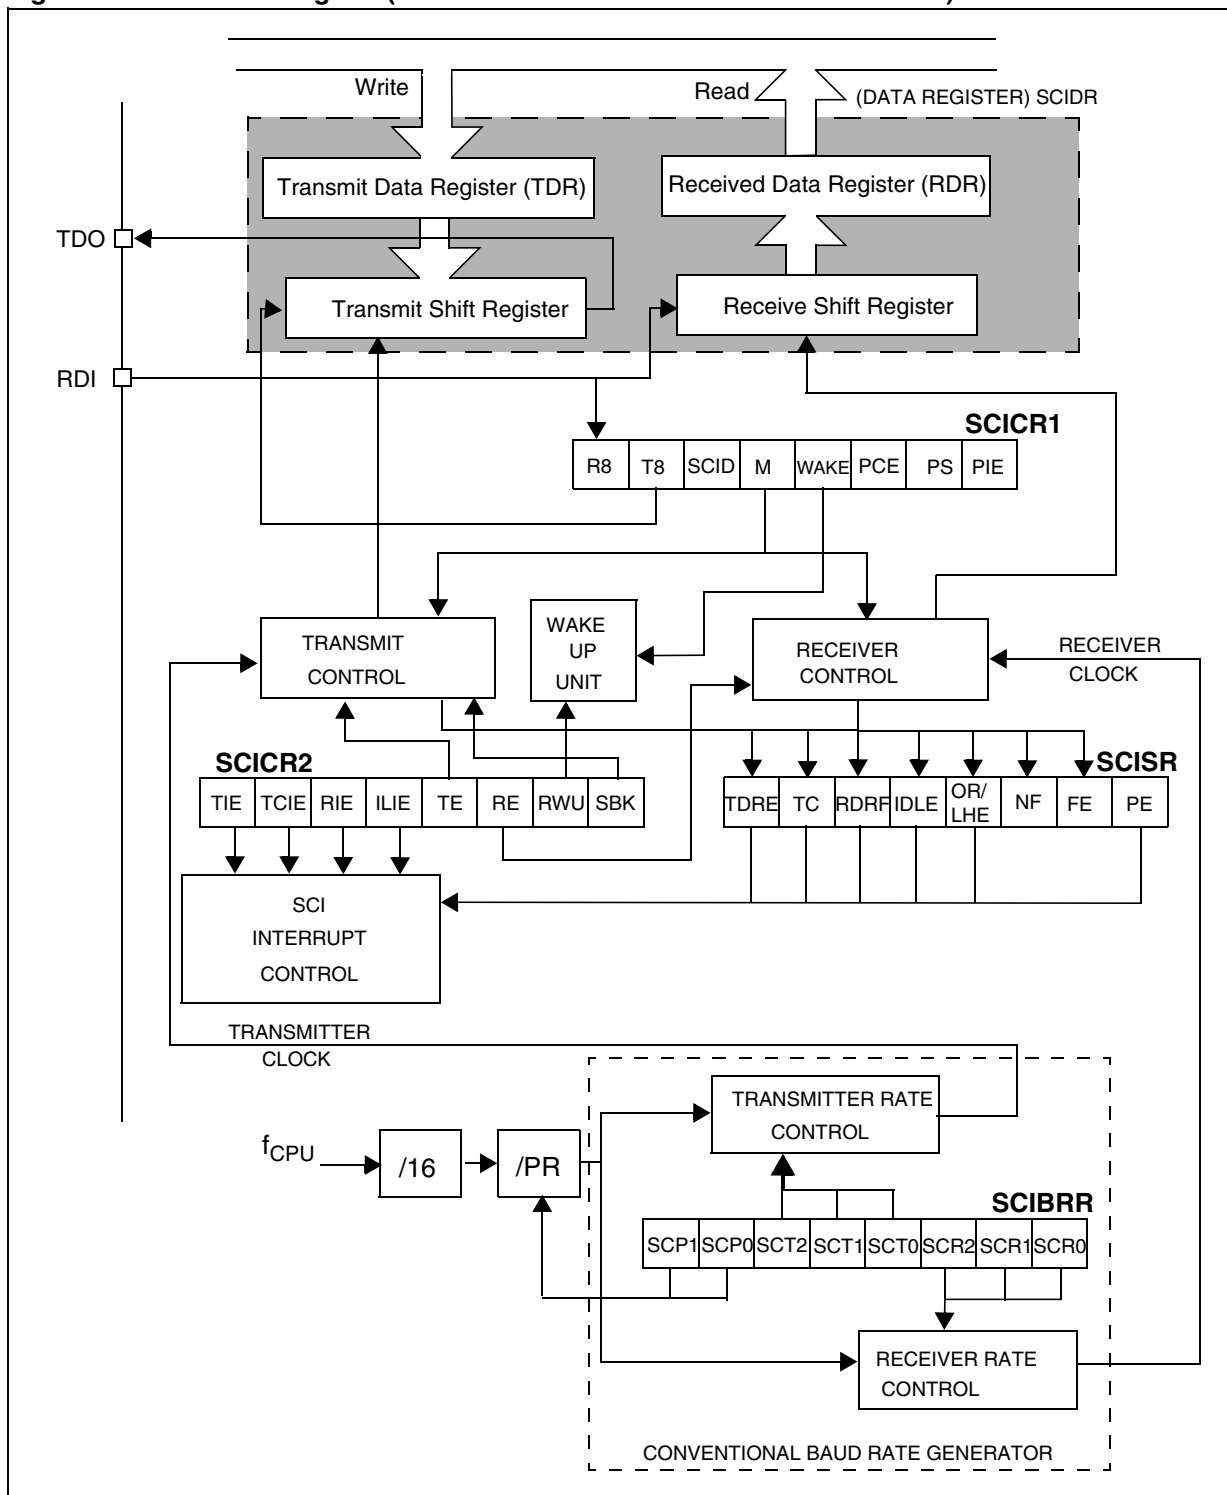 Write
Read
(DATA REGISTER) SCIDR
Transmit Data Register (TDR)
Received Data Register (RDR)
TDO
Transmit Shift Register
Receive Shift Register
RDI
SCICR1
R8 T8 SCID M WAKE PCE PS PIE
TRANSMIT
CONTROL
WAKE
UP
UNIT
RECEIVER
CONTROL
RECEIVER
CLOCK
SCICR2
SCISR
TIE TCIE RIE ILIE TE RE RWU SBK
TDRE TC RDRF IDLE OR/
LHE NF FE PE
SCI
INTERRUPT
CONTROL
TRANSMITTER
CLOCK
TRANSMITTER RATE
CONTROL
fCPU
/16
/PR
SCIBRR
SCP1 SCP0 SCT2 SCT1 SCT0 SCR2 SCR1 SCR0
RECEIVER RATE
CONTROL
CONVENTIONAL BAUD RATE GENERATOR